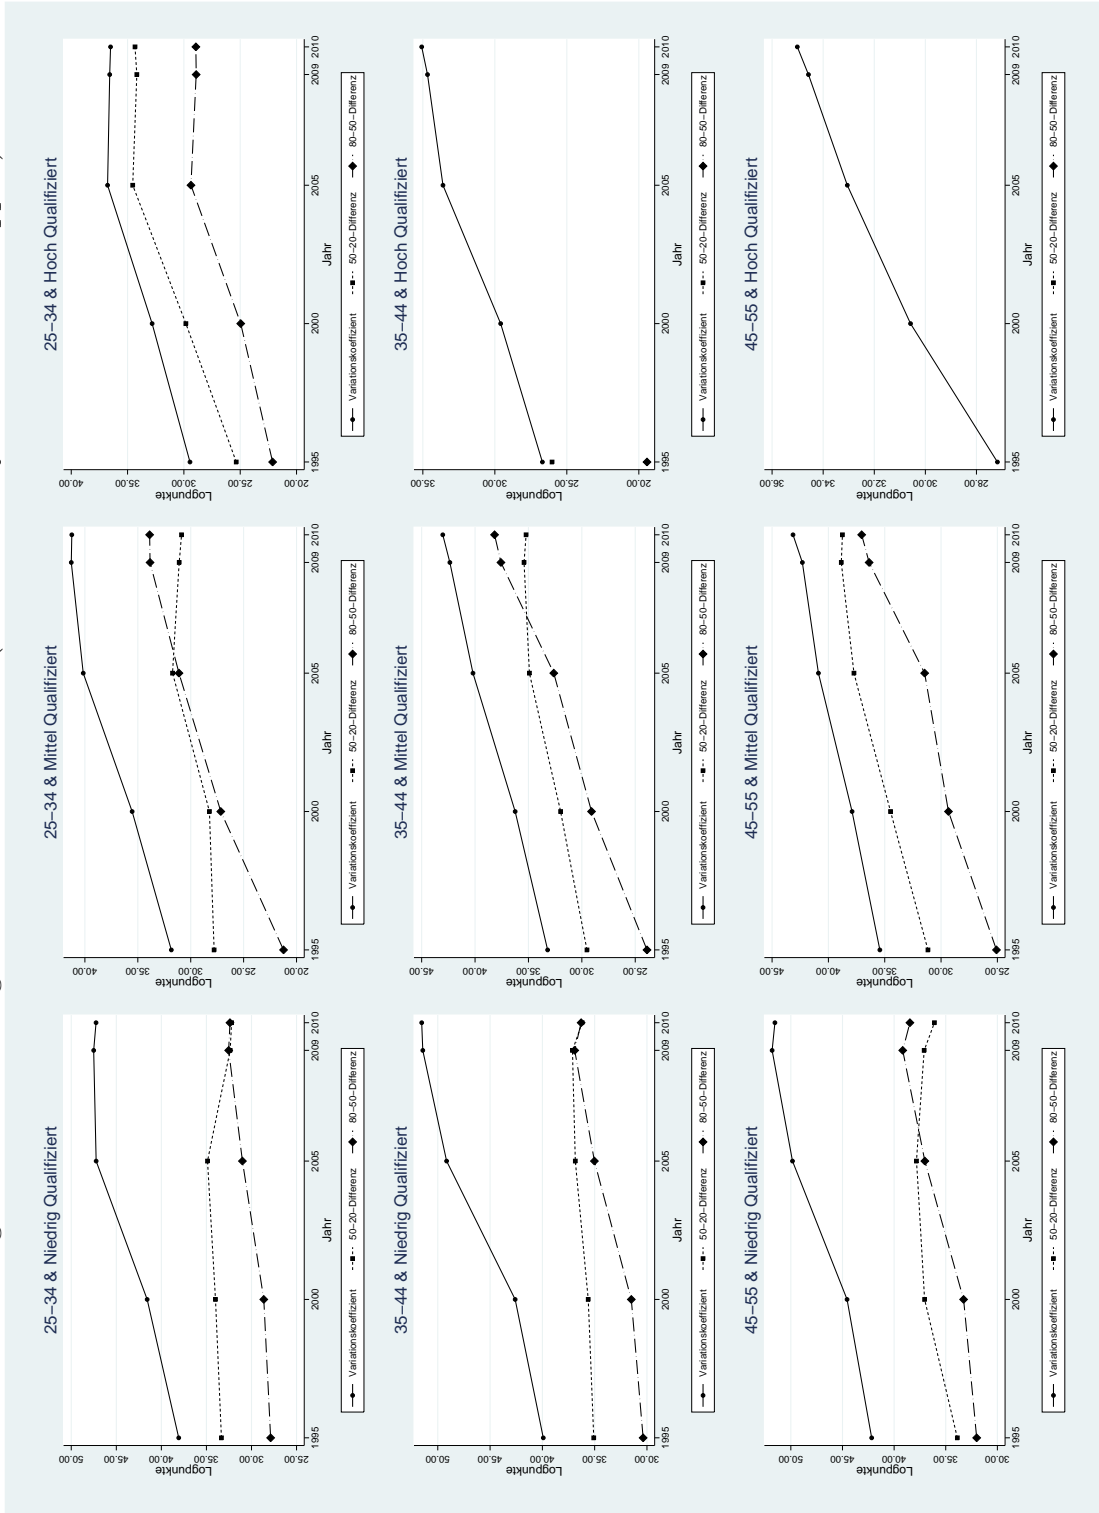 25–34 & Niedrig Qualifiziert
Logpunkte
50.00
45.00
40.00
35.00
30.00
25.00
1995 2000 2005 2009 2010
Jahr
Variationskoeffizient 50–20–Differenz 80–50–Differenz
25–34 & Mittel Qualifiziert
Logpunkte
40.00
35.00
30.00
25.00
20.00
1995 2000 2005 2009 2010
Jahr
Variationskoeffizient 50–20–Differenz 80–50–Differenz
25–34 & Hoch Qualifiziert
Logpunkte
40.00
35.00
30.00
25.00
20.00
1995 2000 2005 2009 2010
Jahr
Variationskoeffizient 50–20–Differenz 80–50–Differenz
35–44 & Niedrig Qualifiziert
Logpunkte
45.00
40.00
35.00
30.00
1995 2000 2005 2009 2010
Jahr
Variationskoeffizient 50–20–Differenz 80–50–Differenz
35–44 & Mittel Qualifiziert
Logpunkte
45.00
40.00
35.00
30.00
25.00
1995 2000 2005 2009 2010
Jahr
Variationskoeffizient 50–20–Differenz 80–50–Differenz
35–44 & Hoch Qualifiziert
Logpunkte
35.00
30.00
25.00
20.00
1995 2000 2005 2009 2010
Jahr
Variationskoeffizient 50–20–Differenz 80–50–Differenz
45–55 & Niedrig Qualifiziert
Logpunkte
50.00
45.00
40.00
35.00
30.00
1995 2000 2005 2009 2010
Jahr
Variationskoeffizient 50–20–Differenz 80–50–Differenz
45–55 & Mittel Qualifiziert
Logpunkte
45.00
40.00
35.00
30.00
25.00
1995 2000 2005 2009 2010
Jahr
Variationskoeffizient 50–20–Differenz 80–50–Differenz
45–55 & Hoch Qualifiziert
Logpunkte
36.00
34.00
32.00
30.00
28.00
1995 2000 2005 2009 2010
Jahr
Variationskoeffizient 50–20–Differenz 80–50–Differenz